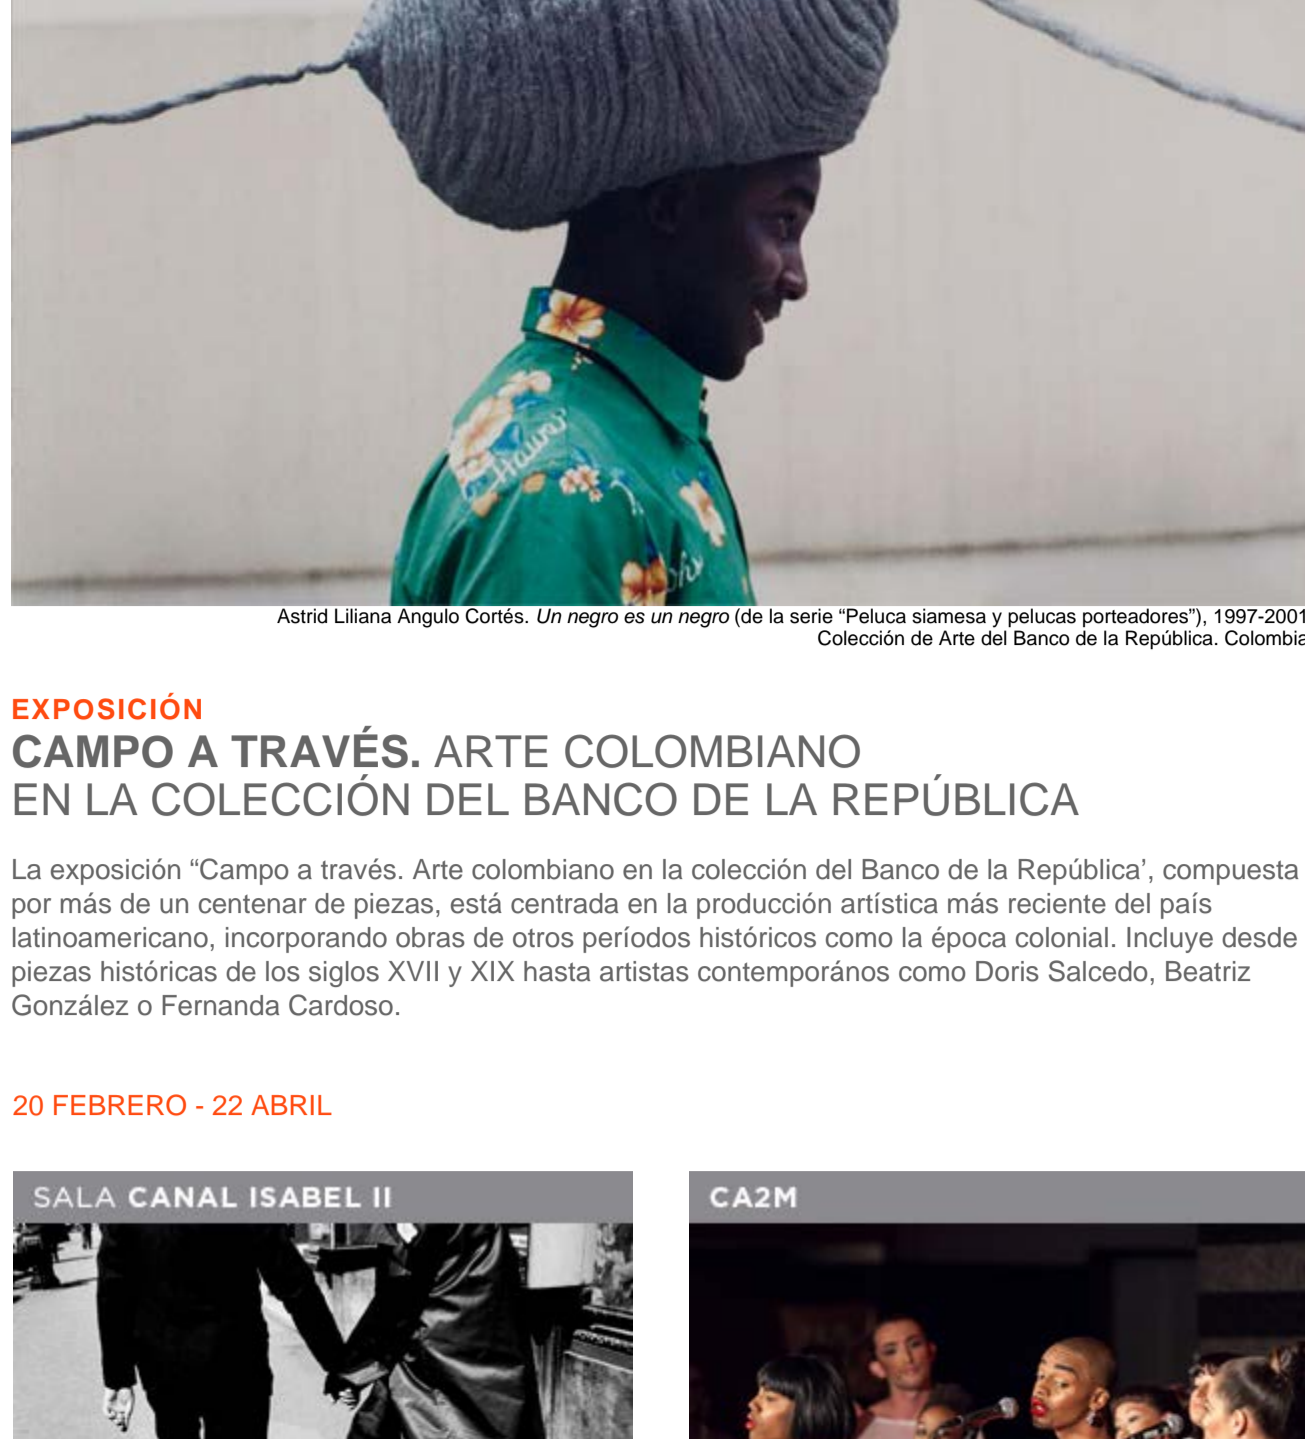 Hawai
Astrid Liliana Angulo Cortés. Un negro es un negro (de la serie “Peluca siamesa y pelucas porteadores”), 1997-2001
Colección de Arte del Banco de la República. Colombia
EXPOSICIÓN
CAMPO A TRAVÉS. ARTE COLOMBIANO
EN LA COLECCIÓN DEL BANCO DE LA REPÚBLICA
La exposición “Campo a través. Arte colombiano en la colección del Banco de la República’, compuesta
por más de un centenar de piezas, está centrada en la producción artística más reciente del país
latinoamericano, incorporando obras de otros períodos históricos como la época colonial. Incluye desde
piezas históricas de los siglos XVII y XIX hasta artistas contemporános como Doris Salcedo, Beatriz
González o Fernanda Cardoso.
20 FEBRERO - 22 ABRIL
SALA CANAL ISABEL II
CA2M